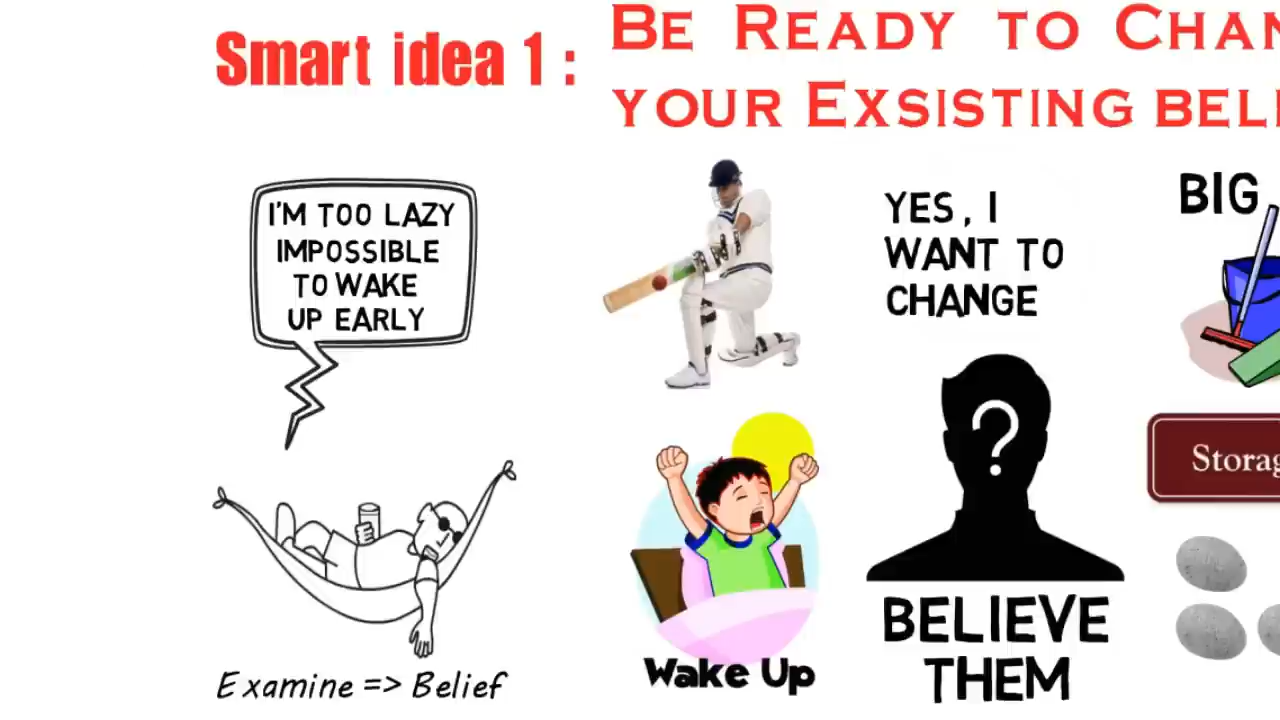 Smart idea 1 :
BE READY TO CHAN
YOUR EXSISTING BELI
I'M TOO LAZY
IMPOSSIBLE
TO WAKE
UP EARLY
Examine => Belief
Wake Up
YES, I
WANT TO
CHANGE
?
BELIEVE
THEM
BIG
Storag